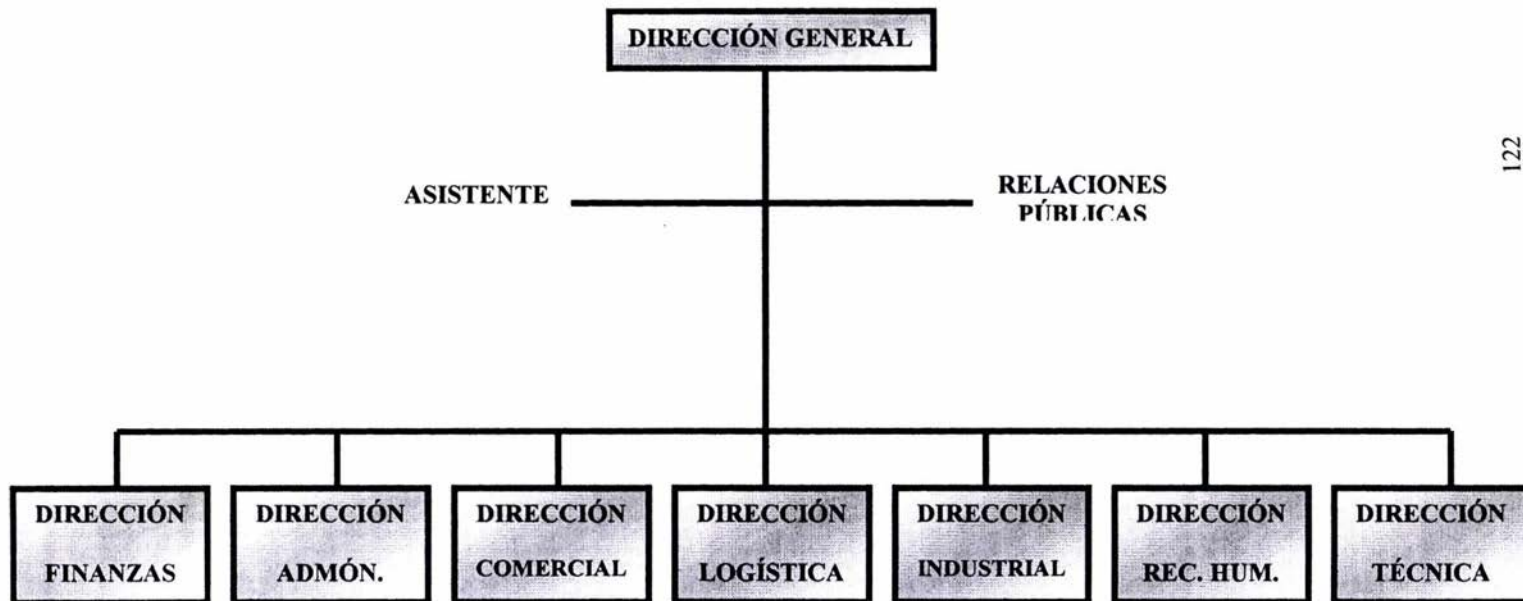 DIRECCIÓN GENERAL
122
ASISTENTE
RELACIONES
PÚBLICAS
DIRECCIÓN
FINANZAS
DIRECCIÓN
ADMÓN.
DIRECCIÓN
COMERCIAL
DIRECCIÓN
LOGÍSTICA
DIRECCIÓN
INDUSTRIAL
DIRECCIÓN
REC. HUM.
DIRECCIÓN
TÉCNICA